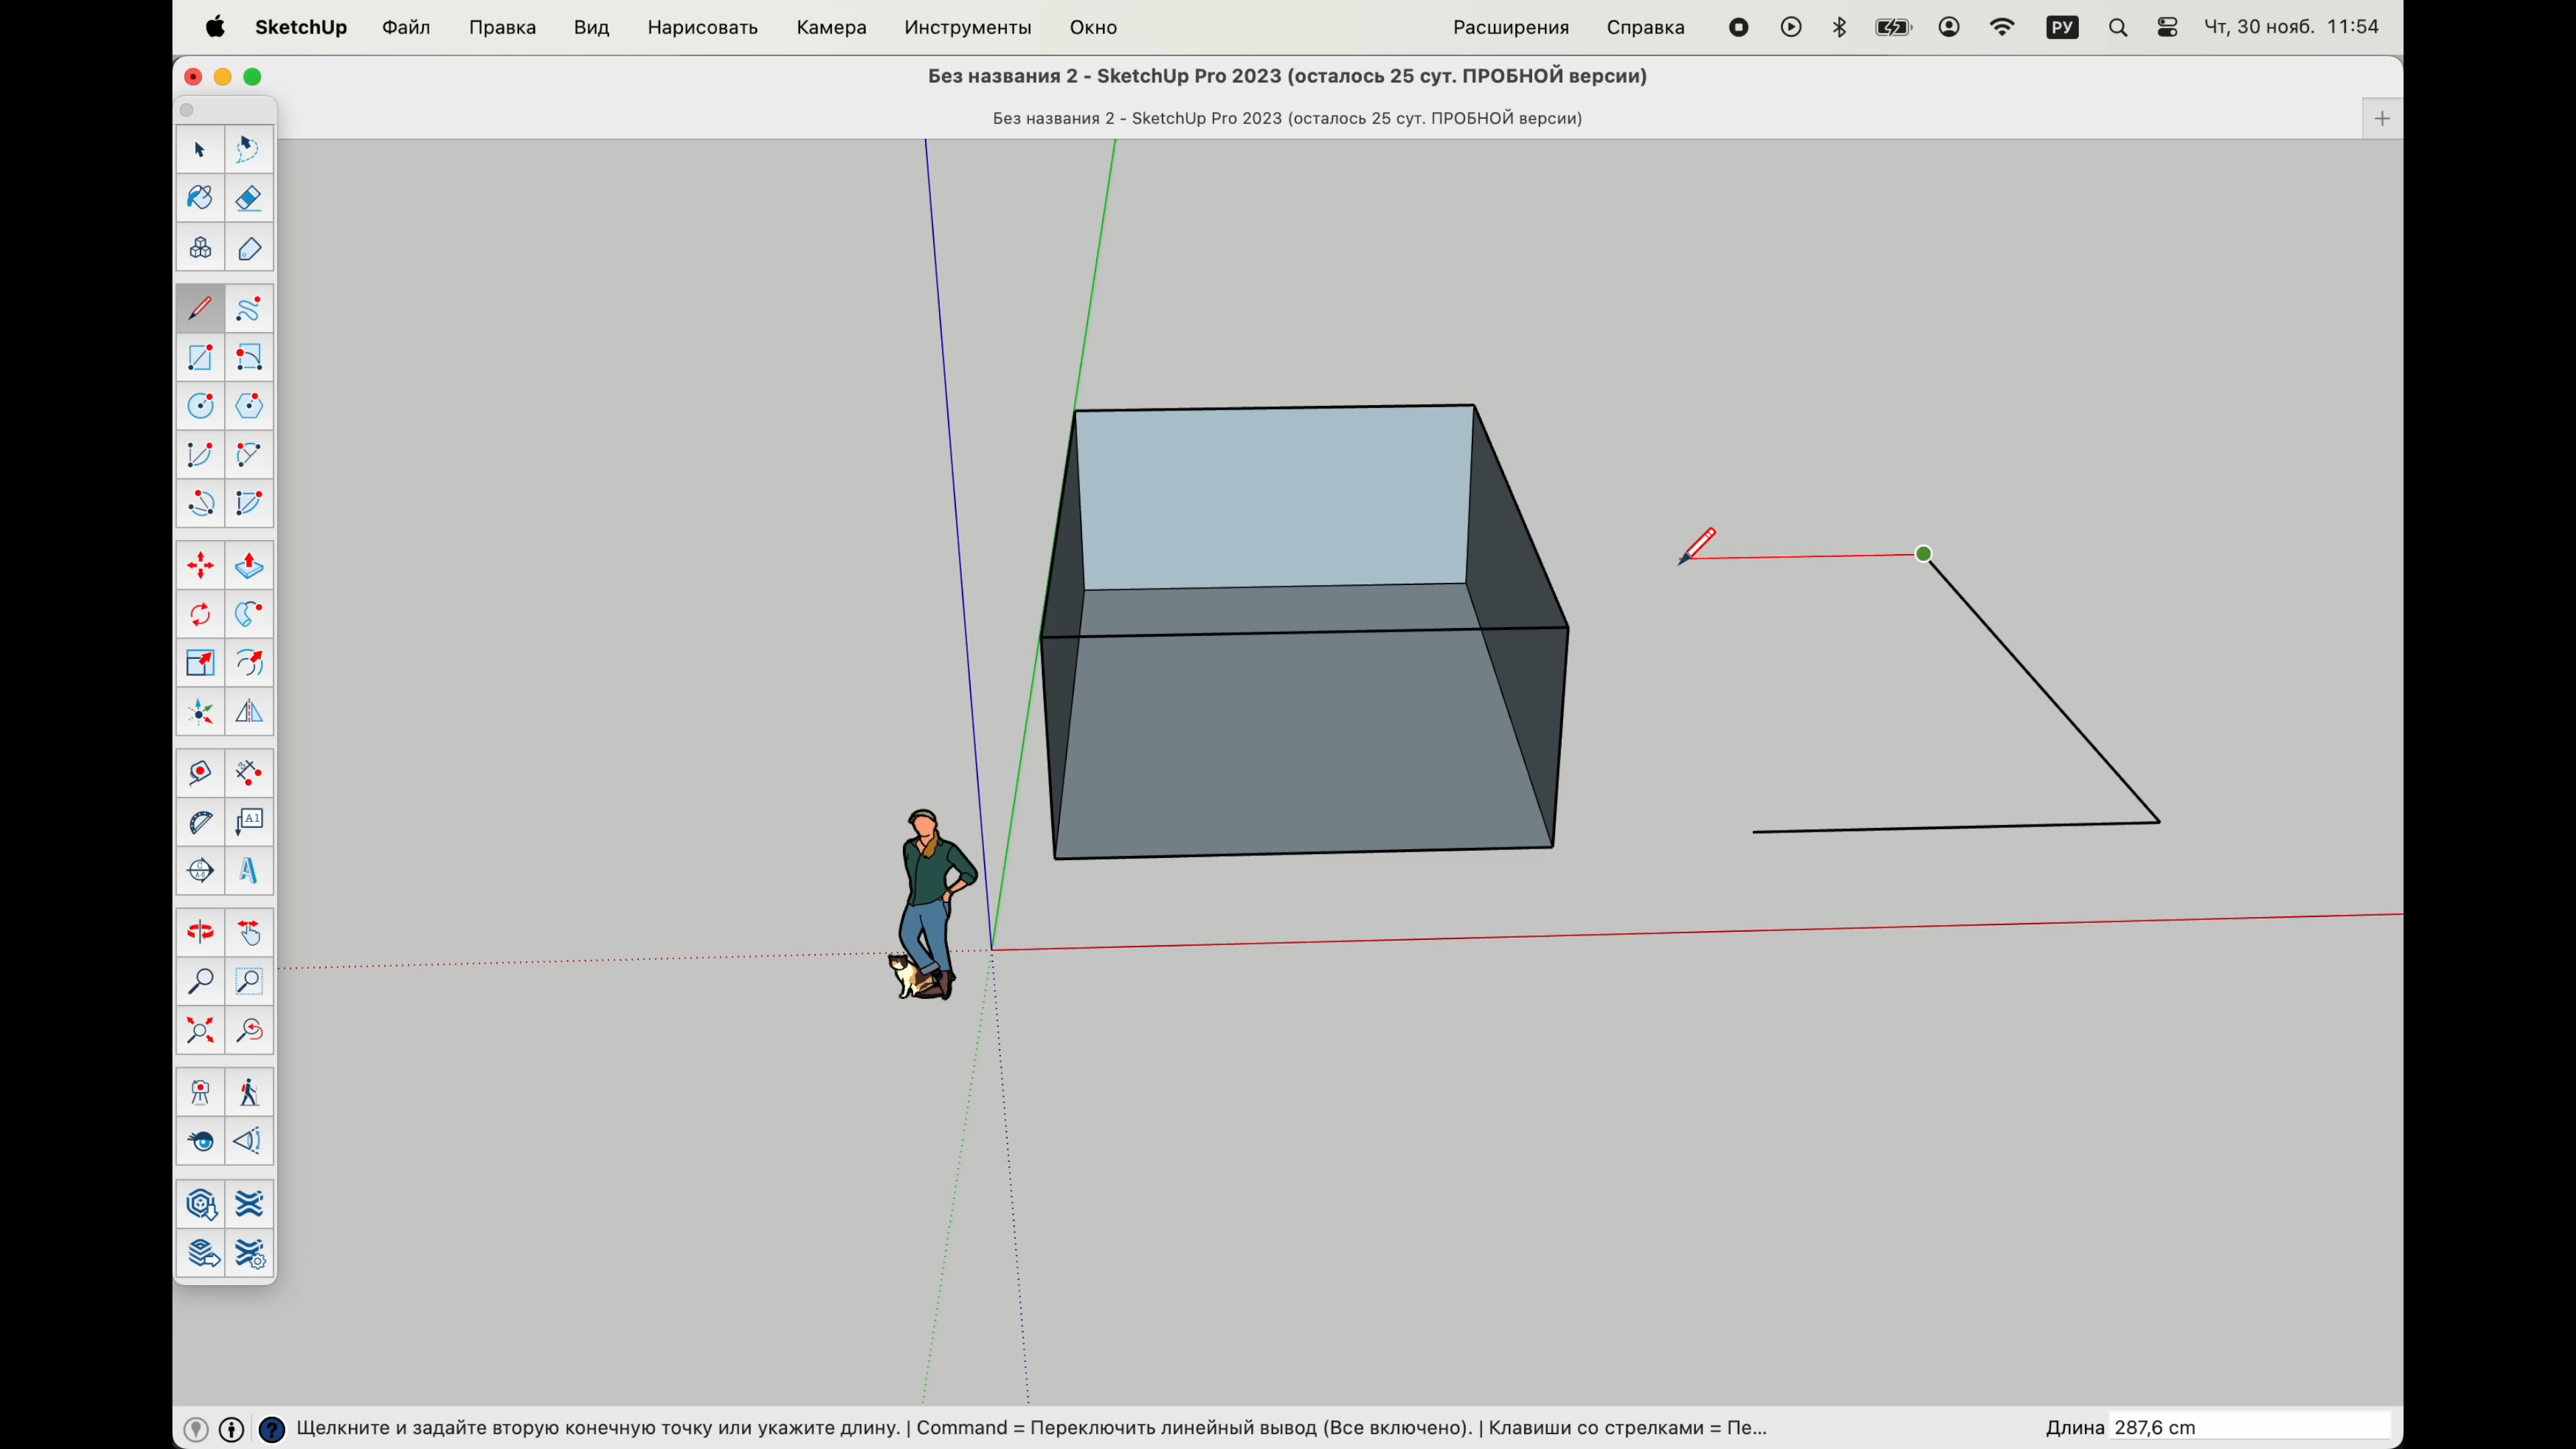 SketchUp Файл Правка Вид Нарисовать Камера Инструменты Окно Расширения Справка РУ Чт, 30 нояб. 11:54
Без названия 2 - SketchUp Pro 2023 (осталось 25 сут. ПРОБНОЙ версии)
Без названия 2 - SketchUp Pro 2023 (осталось 25 сут. ПРОБНОЙ версии)
A1
Щелкните и задайте вторую конечную точку или укажите длину. | Command = Переключить линейный вывод (Все включено). | Клавиши со стрелками = Пе... Длина 287,6 cm